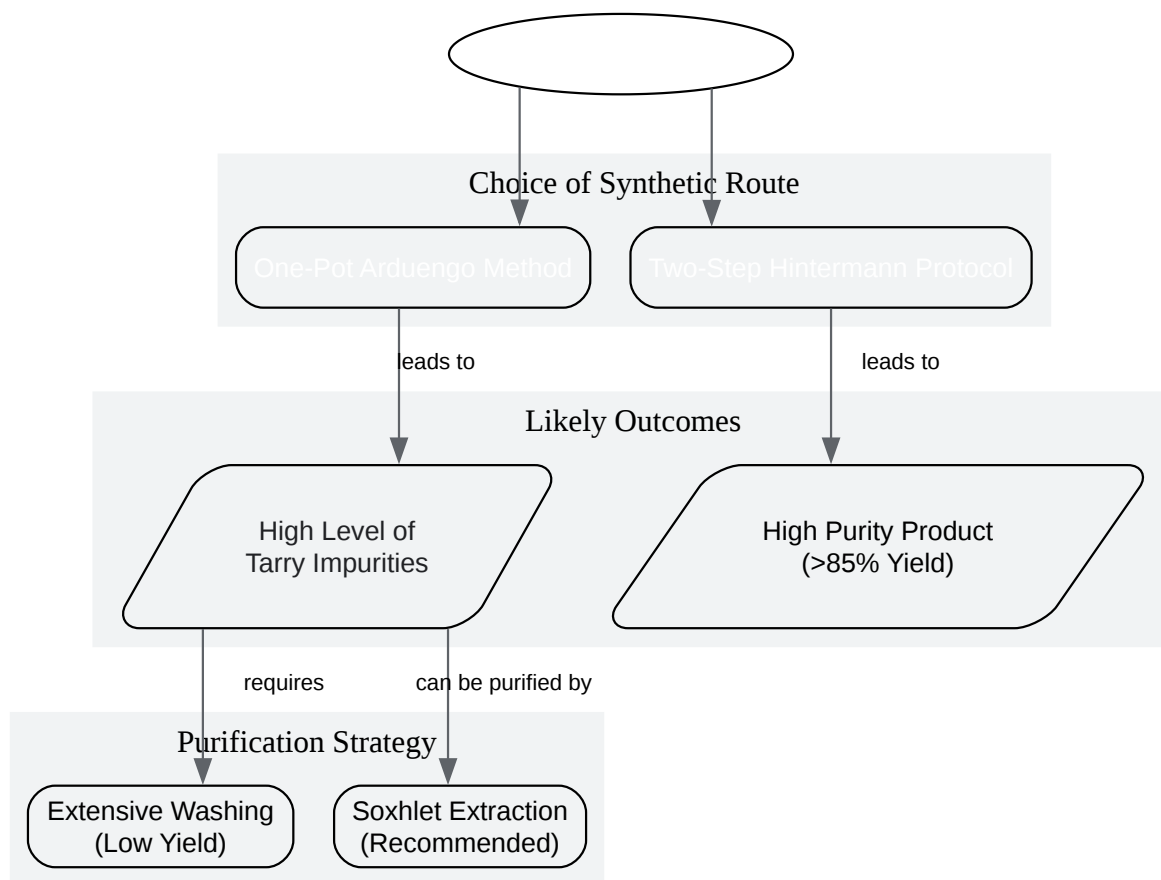 Choice of Synthetic Route
One-Pot Arduengo Method
Two-Step Hintermann Protocol
leads to
leads to
Likely Outcomes
High Level of
Tarry Impurities
High Purity Product
(>85% Yield)
requires
can be purified by
Purification Strategy
Extensive Washing
(Low Yield)
Soxhlet Extraction
(Recommended)